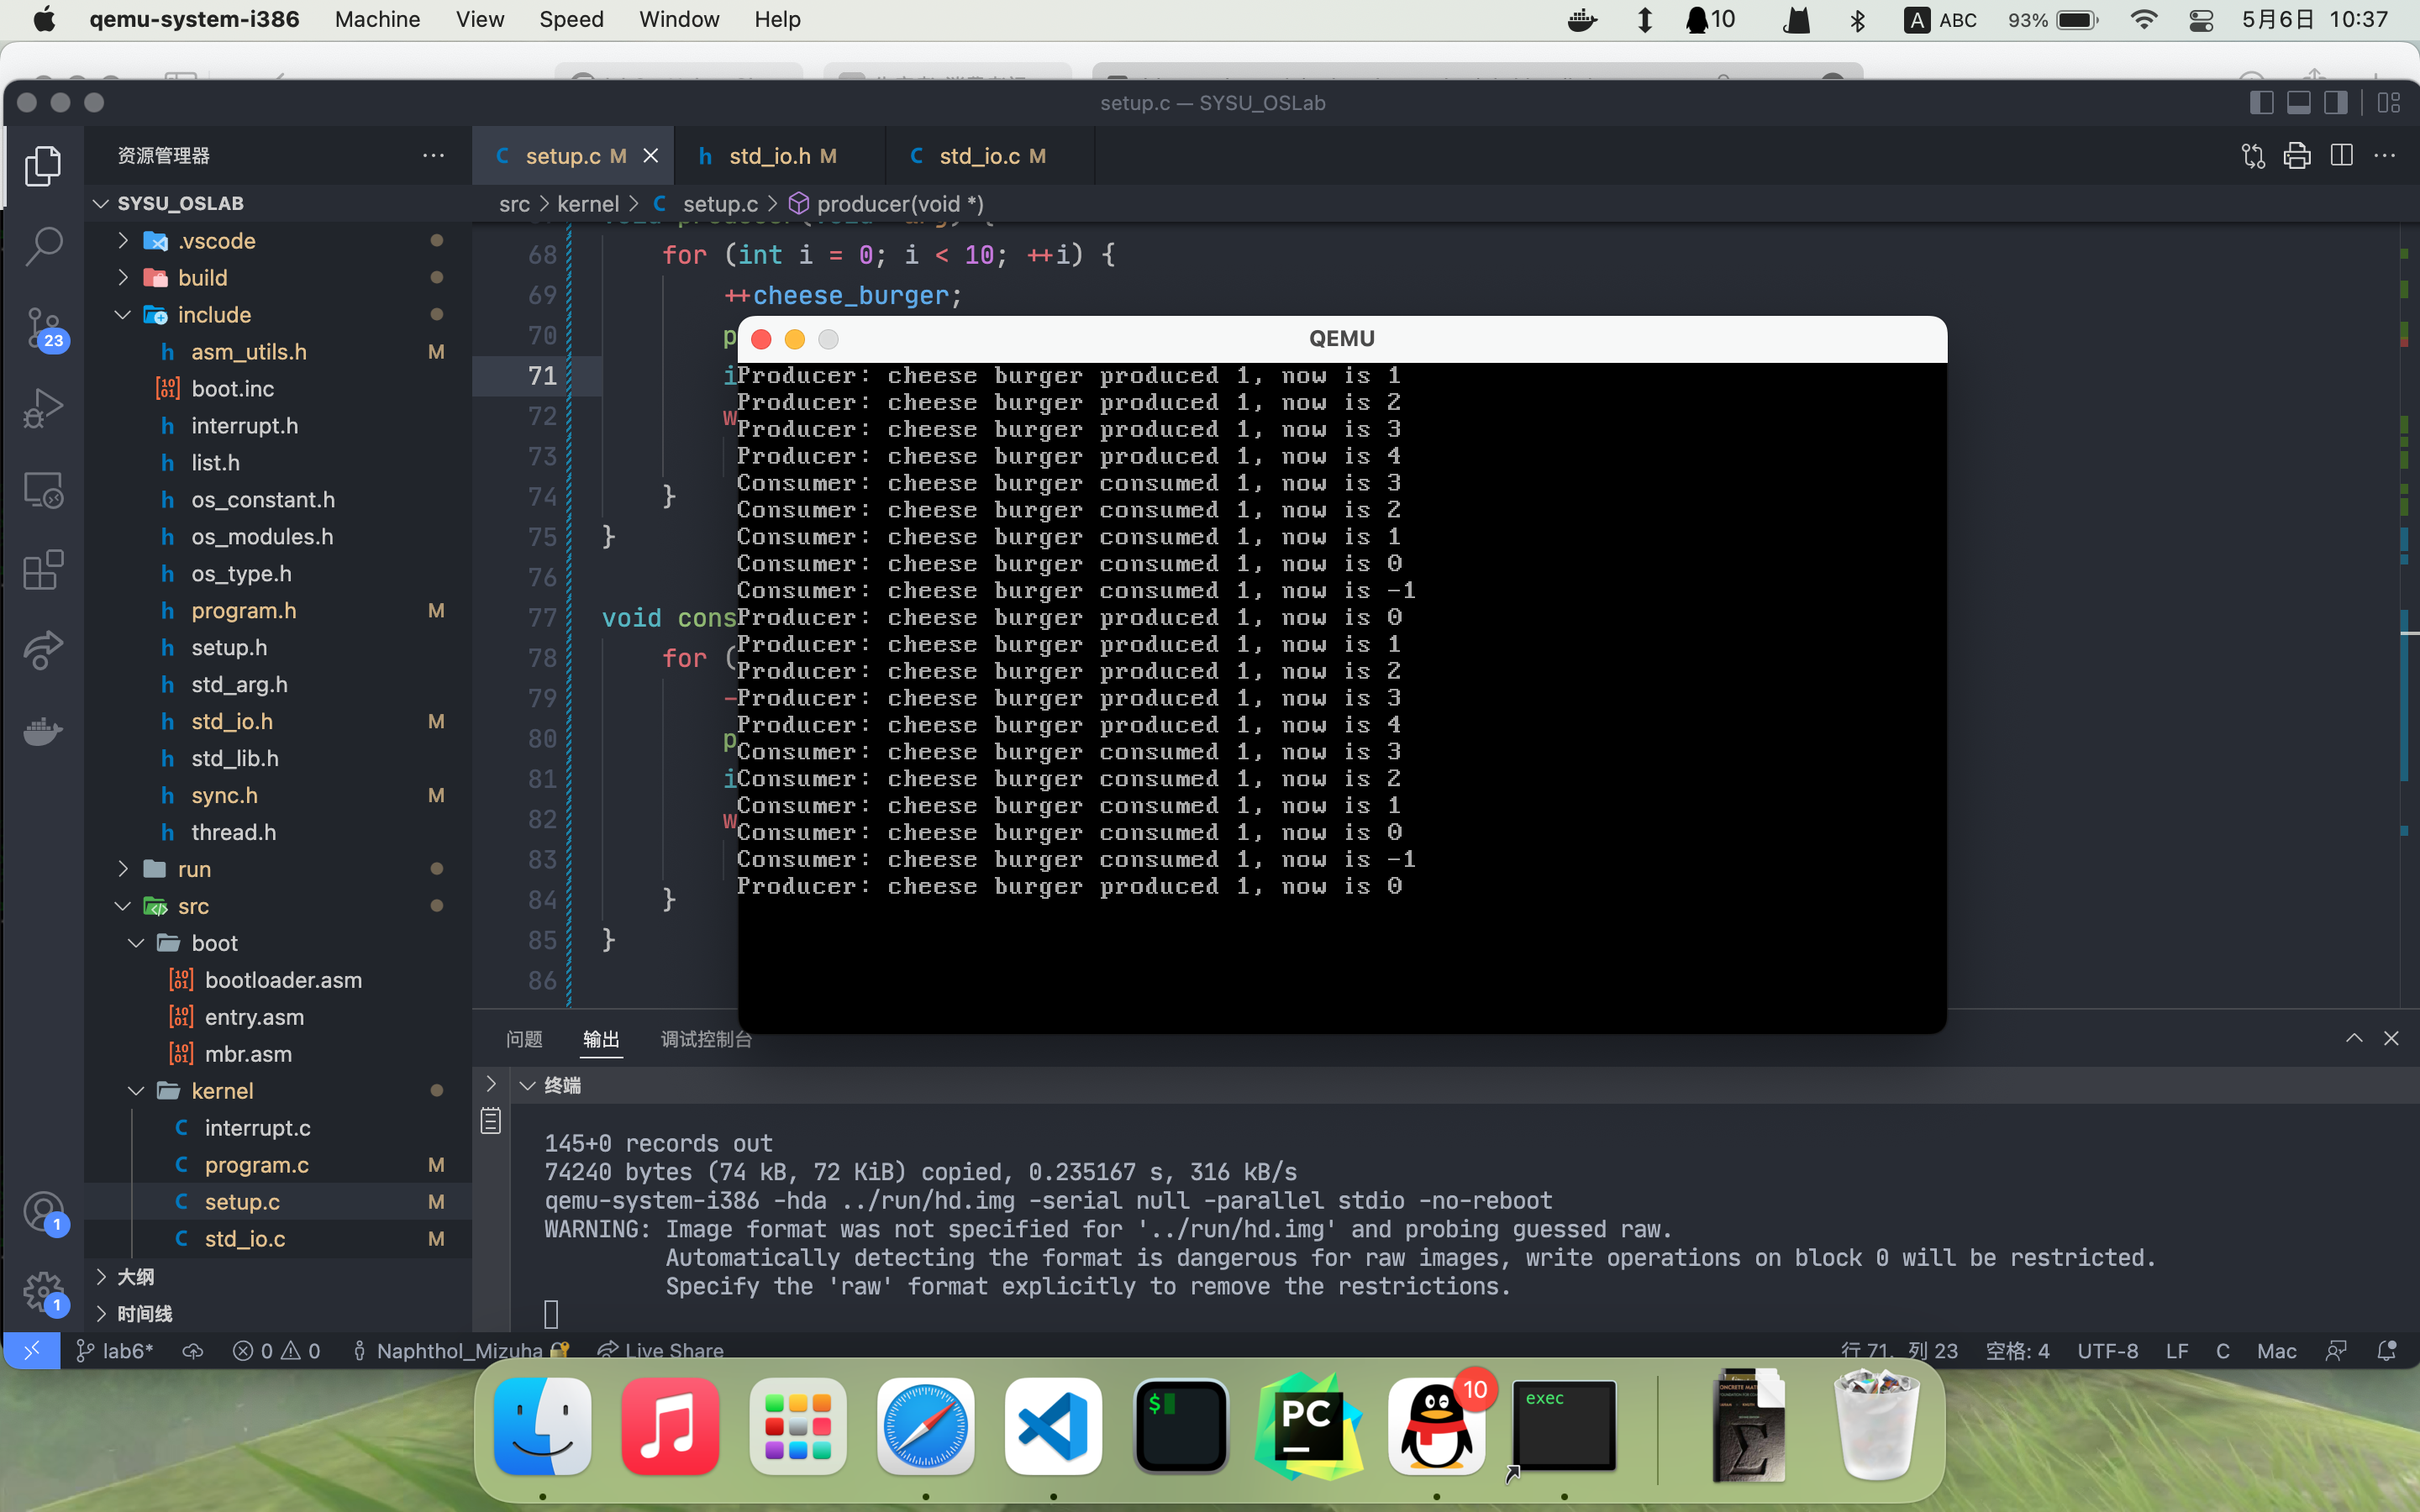 qemu-system-i386 Machine View Speed Window Help 10 A ABC 93% 5月6日 10:37
setup.c — SYSU_OSLab
资源管理器
SYSU_OSLAB
.vscode
build
include
asm_utils.h M
boot.inc
interrupt.h
list.h
os_constant.h
os_modules.h
os_type.h
program.h M
setup.h
std_arg.h
std_io.h M
std_lib.h
sync.h M
thread.h
run
src
boot
bootloader.asm
entry.asm
mbr.asm
kernel
interrupt.c
program.c M
setup.c M
std_io.c M
大纲
时间线
23
1
1
setup.c M
std_io.h M
std_io.c M
src > kernel > C setup.c > producer(void *)
68 for (int i = 0; i < 10; ++i) {
69 ++cheese_burger;
70 p
71 i
72 w
73
74 }
75 }
76
77 void cons
78 for (
79 -
80 p
81 i
82 w
83
84 }
85 }
86
QEMU
Producer: cheese burger produced 1, now is 1
Producer: cheese burger produced 1, now is 2
Producer: cheese burger produced 1, now is 3
Producer: cheese burger produced 1, now is 4
Consumer: cheese burger consumed 1, now is 3
Consumer: cheese burger consumed 1, now is 2
Consumer: cheese burger consumed 1, now is 1
Consumer: cheese burger consumed 1, now is 0
Consumer: cheese burger consumed 1, now is -1
Producer: cheese burger produced 1, now is 0
Producer: cheese burger produced 1, now is 1
Producer: cheese burger produced 1, now is 2
Producer: cheese burger produced 1, now is 3
Producer: cheese burger produced 1, now is 4
Consumer: cheese burger consumed 1, now is 3
Consumer: cheese burger consumed 1, now is 2
Consumer: cheese burger consumed 1, now is 1
Consumer: cheese burger consumed 1, now is 0
Consumer: cheese burger consumed 1, now is -1
Producer: cheese burger produced 1, now is 0
问题 输出 调试控制台
终端
145+0 records out
74240 bytes (74 kB, 72 KiB) copied, 0.235167 s, 316 kB/s
qemu-system-i386 -hda ../run/hd.img -serial null -parallel stdio -no-reboot
WARNING: Image format was not specified for '../run/hd.img' and probing guessed raw.
Automatically detecting the format is dangerous for raw images, write operations on block 0 will be restricted.
Specify the 'raw' format explicitly to remove the restrictions.
lab6* 0 0 Naphthol_Mizuha Live Share 行 71, 列 23 空格: 4 UTF-8 LF C Mac
$
PC
10
exec